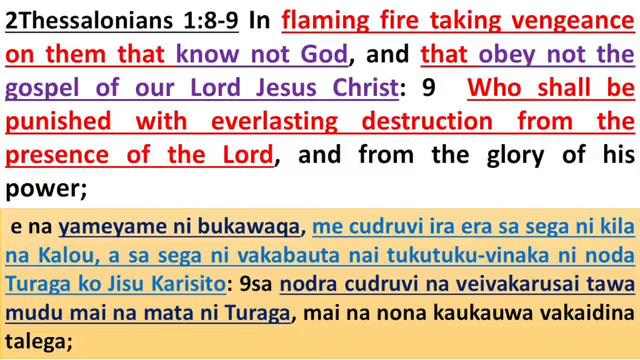 2Thessalonians 1:8-9 In flaming fire taking vengeance
on them that know not God, and that obey not the
gospel of our Lord Jesus Christ: 9 Who shall be
punished with everlasting destruction from the
presence of the Lord, and from the glory of his
power;
e na yameyame ni bukawaqa, me cudruvi ira era sa sega ni kila
na Kalou, a sa sega ni vakabauta nai tukutuku-vinaka ni noda
Turaga ko Jisu Karisito: 9sa nodra cudruvi na veivakarusai tawa
mudu mai na mata ni Turaga, mai na nona kaukauwa vakaidina
talega;